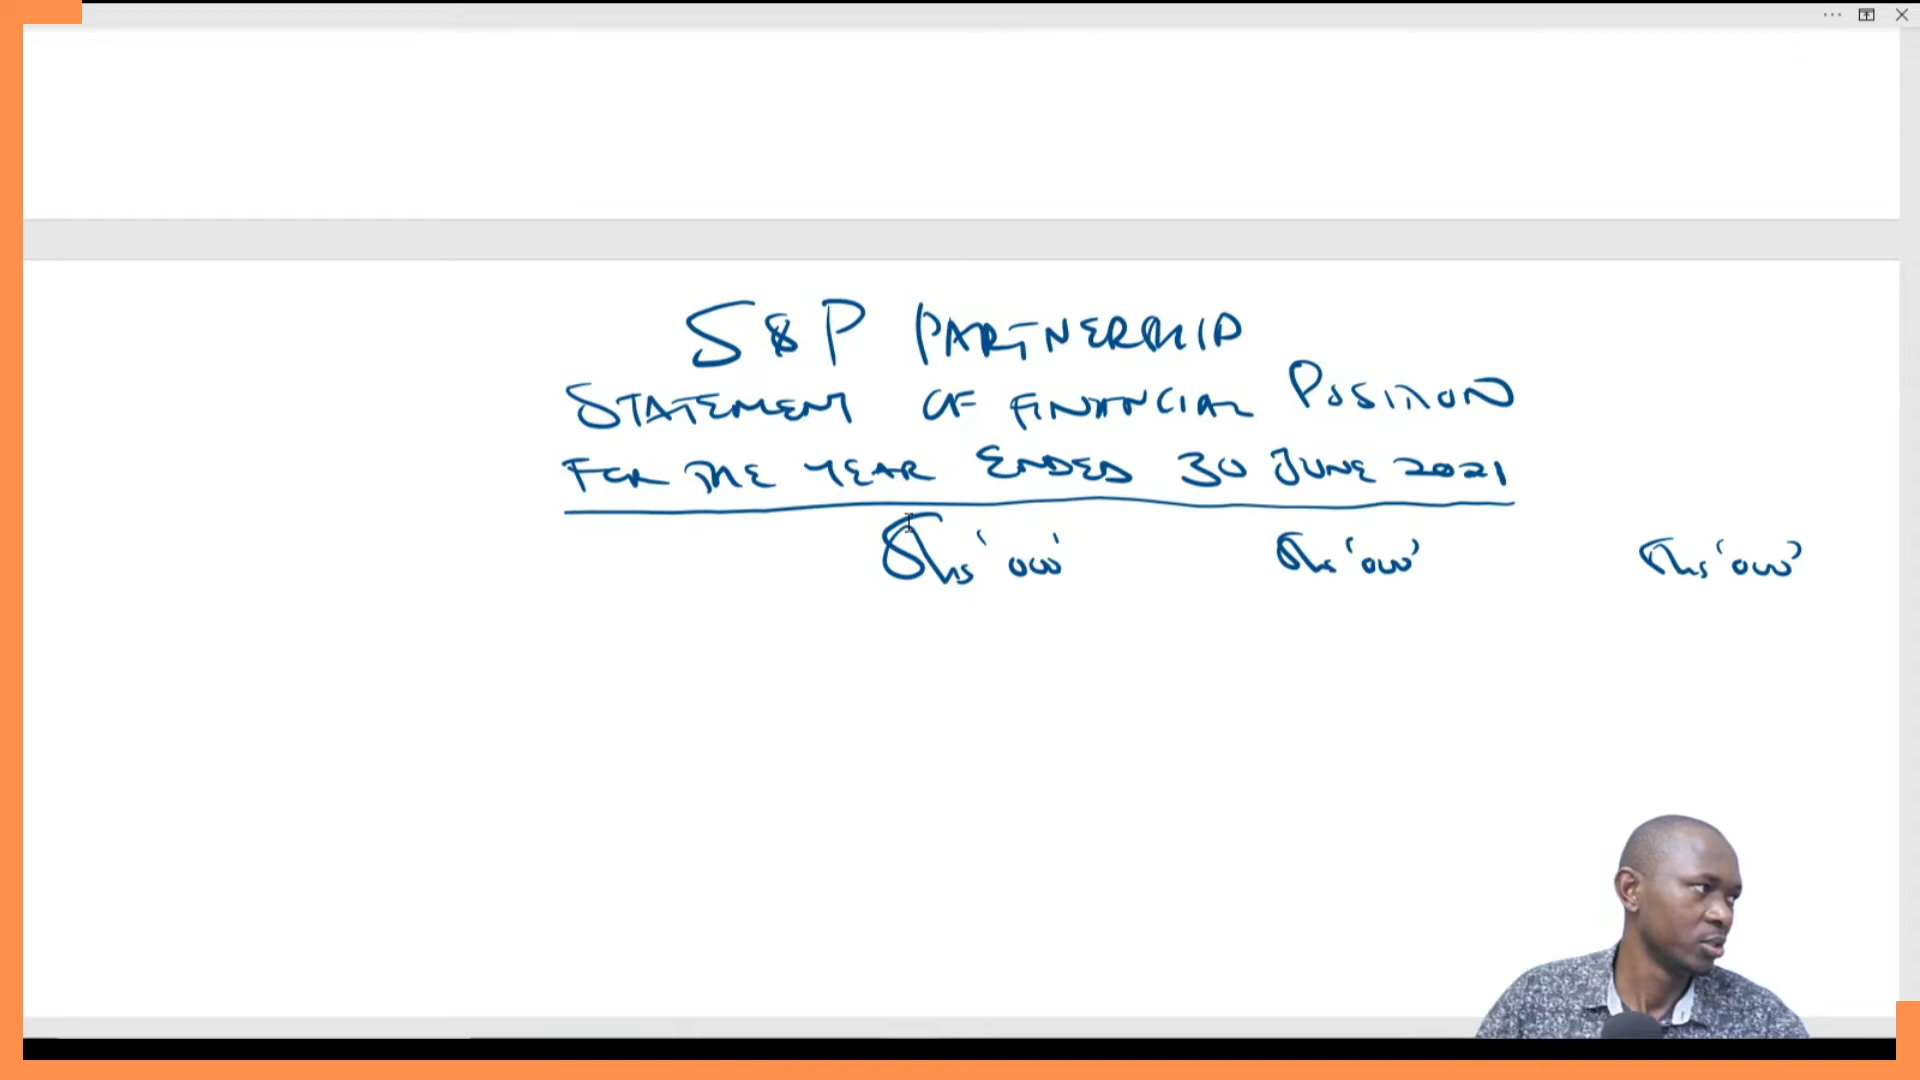 S&P PARTNERSHIP
STATEMENT OF FINANCIAL POSITION
FOR THE YEAR ENDED 30 JUNE 2021
Shs '000' Shs '000' Shs '000'